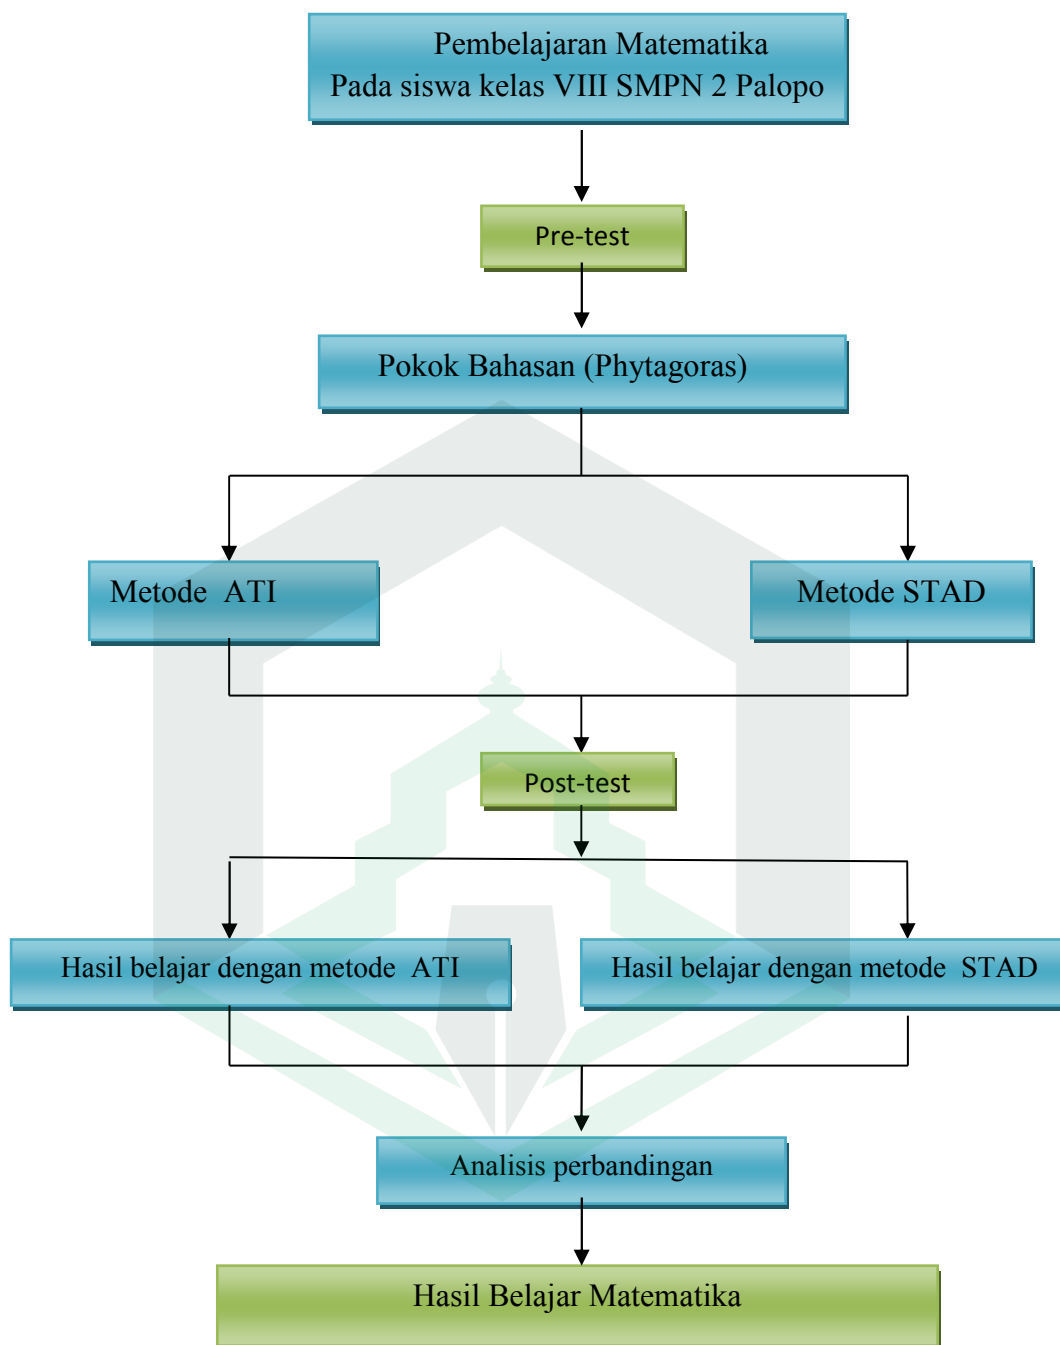 Pembelajaran Matematika
Pada siswa kelas VIII SMPN 2 Palopo
Pre-test
Pokok Bahasan (Phytagoras)
Metode ATI
Metode STAD
Post-test
Hasil belajar dengan metode ATI
Hasil belajar dengan metode STAD
Analisis perbandingan
Hasil Belajar Matematika